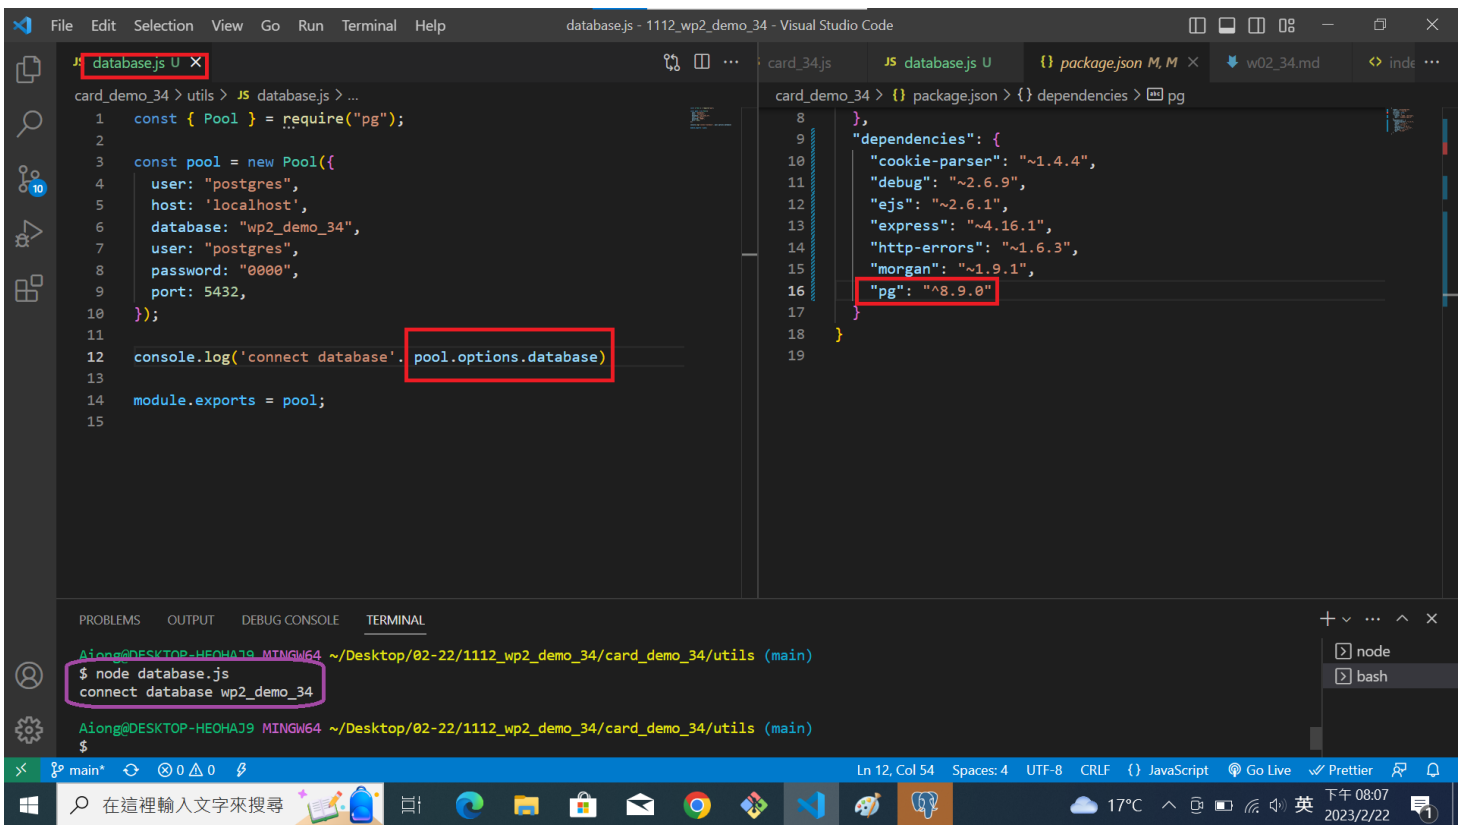 File Edit Selection View Go Run Terminal Help
database.js - 1112_wp2_demo_34 - Visual Studio Code
database.js U
card_34.js
database.js U
package.json M, M
w02_34.md
inde
card_demo_34 > utils > JS database.js > ...
1 const { Pool } = require("pg");
2
3 const pool = new Pool({
4 user: "postgres",
5 host: 'localhost',
6 database: "wp2_demo_34",
7 user: "postgres",
8 password: "0000",
9 port: 5432,
10 });
11
12 console.log('connect database', pool.options.database)
13
14 module.exports = pool;
15
card_demo_34 > {} package.json > {} dependencies > abc pg
8 },
9 "dependencies": {
10 "cookie-parser": "~1.4.4",
11 "debug": "~2.6.9",
12 "ejs": "~2.6.1",
13 "express": "~4.16.1",
14 "http-errors": "~1.6.3",
15 "morgan": "~1.9.1",
16 "pg": "^8.9.0"
17 }
18 }
19
10
PROBLEMS OUTPUT DEBUG CONSOLE TERMINAL
Aiong@DESKTOP-HEOHAJ9 MINGW64 ~/Desktop/02-22/1112_wp2_demo_34/card_demo_34/utils (main)
$ node database.js
connect database wp2_demo_34
Aiong@DESKTOP-HEOHAJ9 MINGW64 ~/Desktop/02-22/1112_wp2_demo_34/card_demo_34/utils (main)
$
node
bash
main* 0 0 Ln 12, Col 54 Spaces: 4 UTF-8 CRLF {} JavaScript Go Live Prettier
在這裡輸入文字來搜尋
17°C
英
下午 08:07
2023/2/22
1